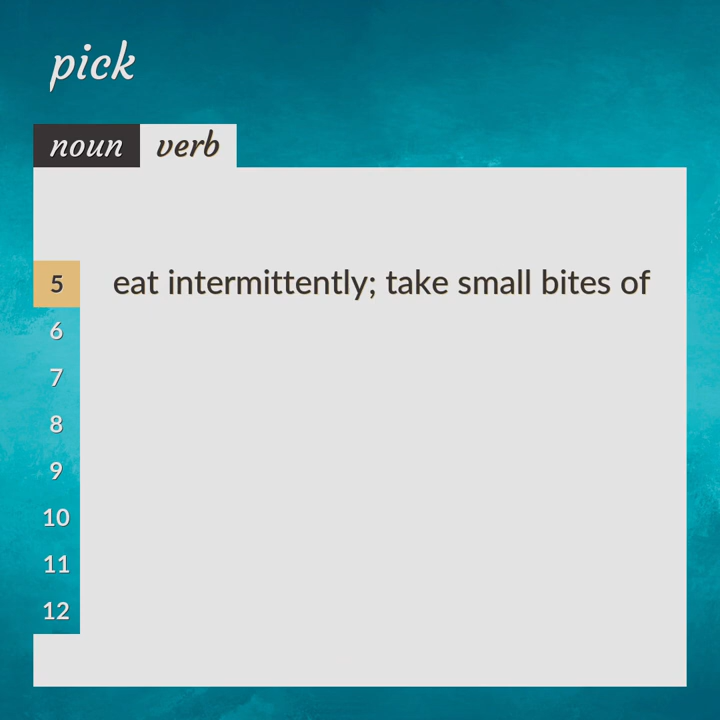 pick
noun verb
5 eat intermittently; take small bites of
6
7
8
9
10
11
12